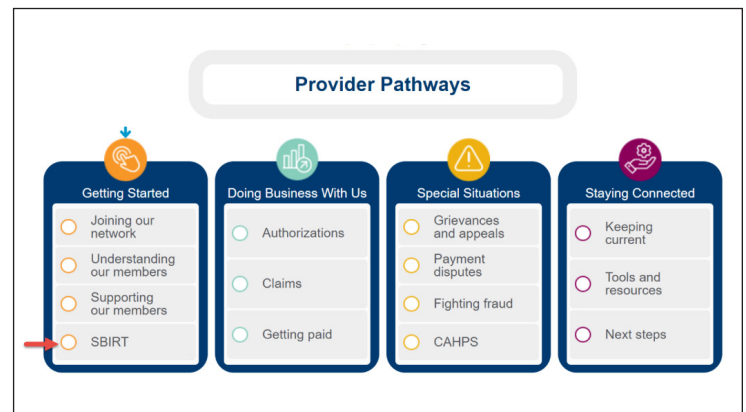 Provider Pathways
Getting Started
Joining our
network
Understanding
our members
Supporting
our members
SBIRT
Doing Business With Us
Authorizations
Claims
Getting paid
Special Situations
Grievances
and appeals
Payment
disputes
Fighting fraud
CAHPS
Staying Connected
Keeping
current
Tools and
resources
Next steps